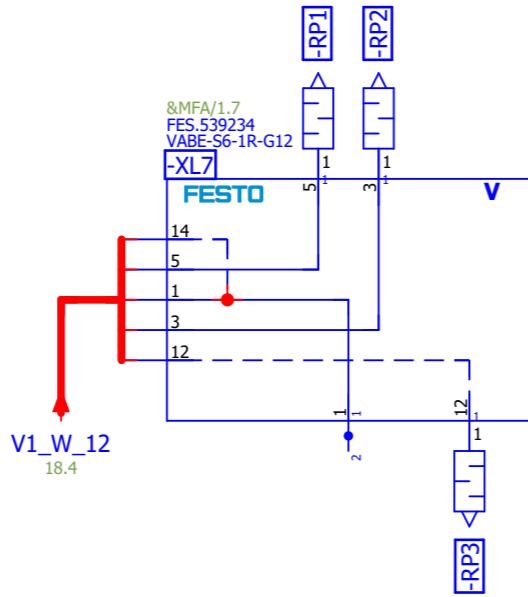 -RP1
-RP2
&MFA/1.7
FES.539234
VABE-S6-1R-G12
-XL7
FESTO
V
1
1
5
1
3
1
14
5
1
3
12
1
1
2
12
1
1
V1_W_12
18.4
-RP3